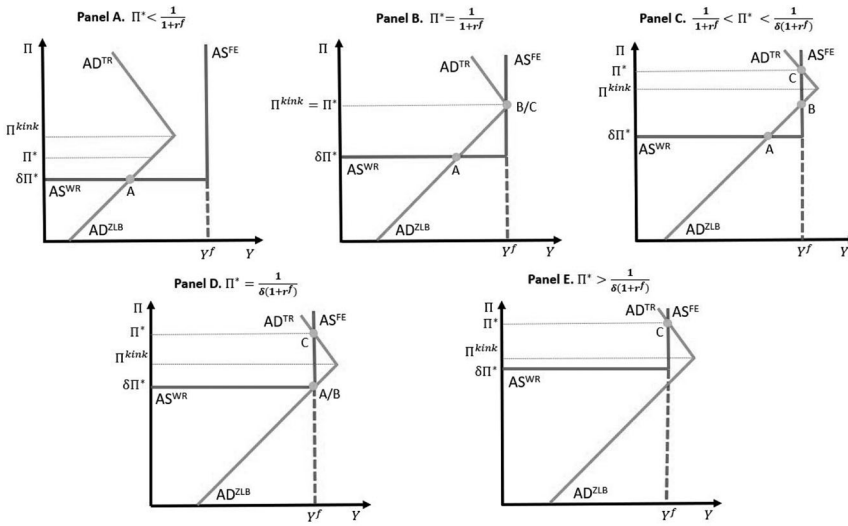 Panel A. Π* < 1/(1+r^f)
Π
AD^TR
AS^FE
Π^kink
Π*
δΠ*
A
AS^WR
AD^ZLB
Y^f
Y
Panel B. Π* = 1/(1+r^f)
Π
AS^FE
AD^TR
Π^kink = Π*
B/C
δΠ*
A
AS^WR
AD^ZLB
Y^f
Y
Panel C. 1/(1+r^f) < Π* < 1/(δ(1+r^f))
Π
AD^TR
AS^FE
Π*
C
Π^kink
B
δΠ*
A
AS^WR
AD^ZLB
Y^f
Y
Panel D. Π* = 1/(δ(1+r^f))
Π
AD^TR
AS^FE
Π*
C
Π^kink
δΠ*
A/B
AS^WR
AD^ZLB
Y^f
Y
Panel E. Π* > 1/(δ(1+r^f))
Π
AD^TR
AS^FE
Π*
C
Π^kink
δΠ*
AS^WR
AD^ZLB
Y^f
Y